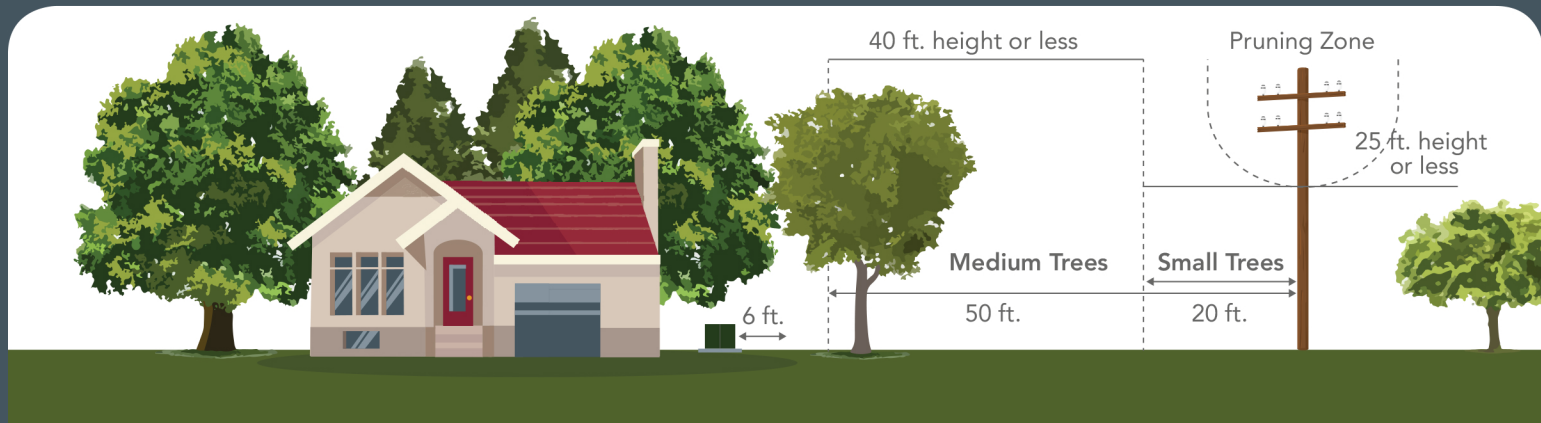 40 ft. height or less
Pruning Zone
25 ft. height
or less
Medium Trees
Small Trees
6 ft.
50 ft.
20 ft.